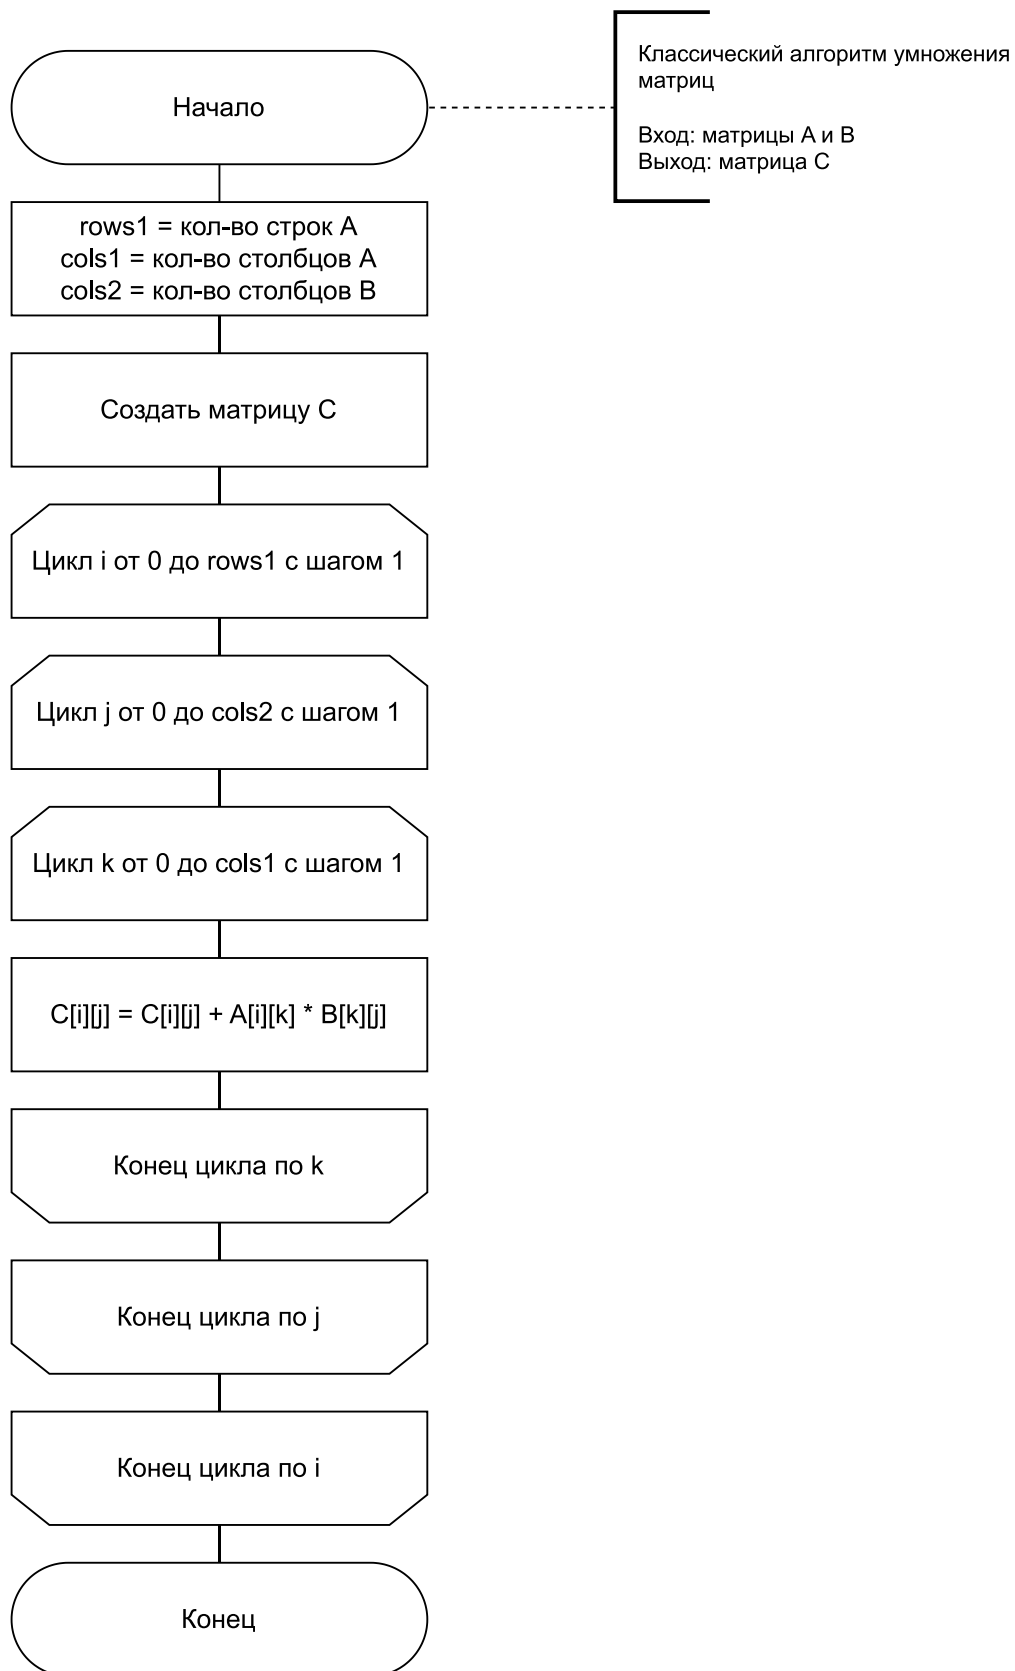 Начало
Классический алгоритм умножения
матриц
Вход: матрицы A и B
Выход: матрица C
rows1 = кол-во строк A
cols1 = кол-во столбцов A
cols2 = кол-во столбцов B
Создать матрицу C
Цикл i от 0 до rows1 с шагом 1
Цикл j от 0 до cols2 с шагом 1
Цикл k от 0 до cols1 с шагом 1
C[i][j] = C[i][j] + A[i][k] * B[k][j]
Конец цикла по k
Конец цикла по j
Конец цикла по i
Конец